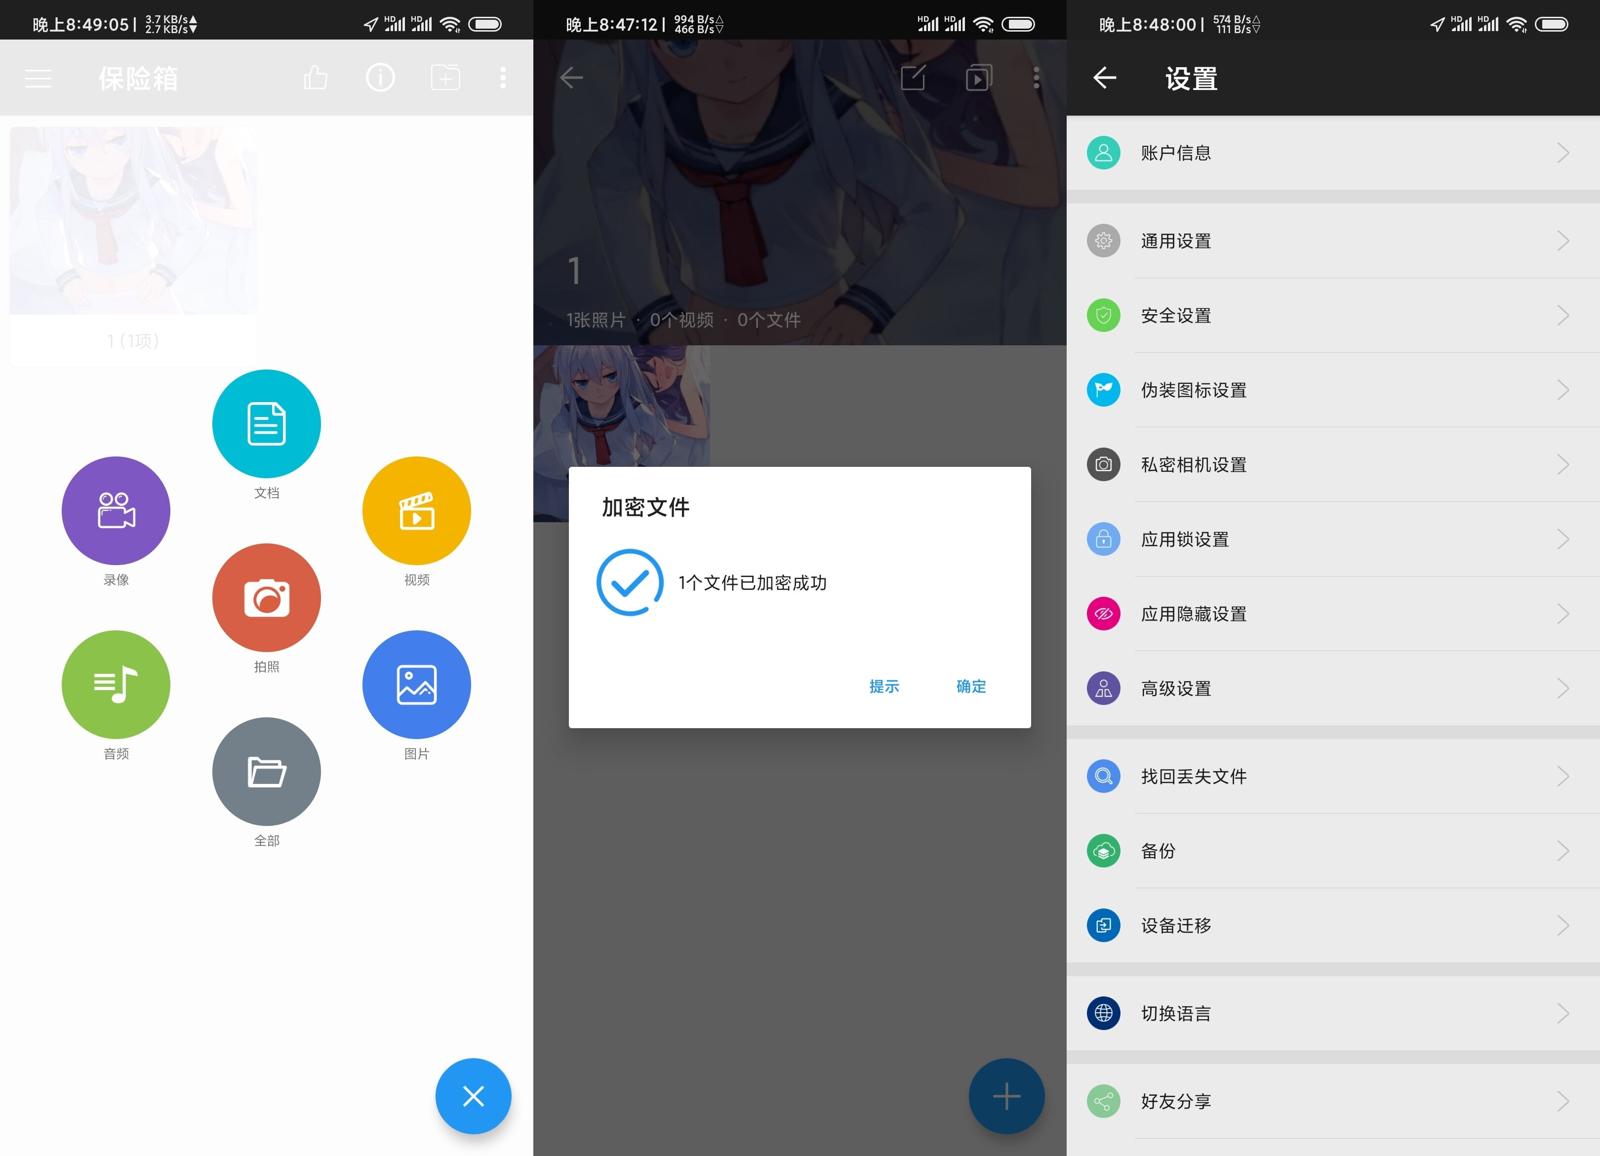 晚上8:49:05 | 3.7 KB/s▲
2.7 KB/s▼
HD HD
保险箱
1 (1项)
文档
录像
视频
拍照
音频
图片
全部
晚上8:47:12 | 994 B/s△
466 B/s▽
HD HD
1
1张照片 · 0个视频 · 0个文件
加密文件
1个文件已加密成功
提示 确定
晚上8:48:00 | 574 B/s△
111 B/s▽
HD HD
设置
账户信息
通用设置
安全设置
伪装图标设置
私密相机设置
应用锁设置
应用隐藏设置
高级设置
找回丢失文件
备份
设备迁移
切换语言
好友分享